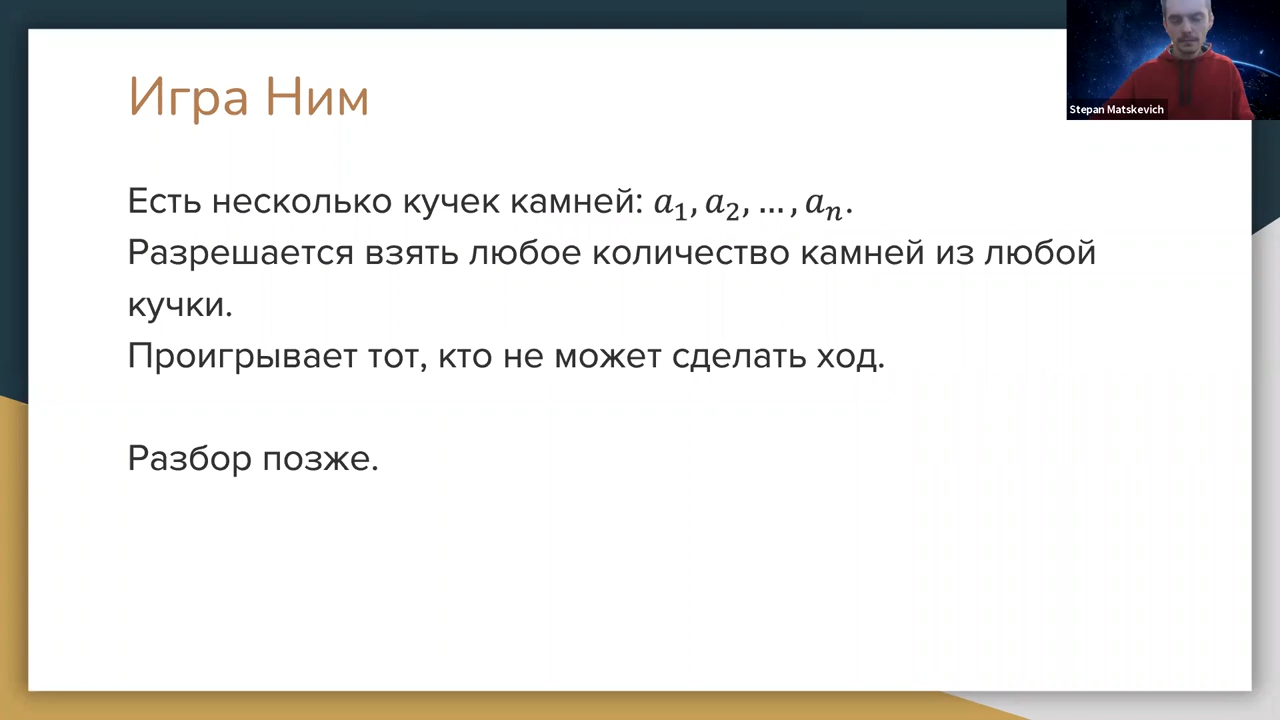 Игра Ним
Stepan Matskevich
Есть несколько кучек камней: a₁, a₂, ... , aₙ.
Разрешается взять любое количество камней из любой
кучки.
Проигрывает тот, кто не может сделать ход.
Разбор позже.